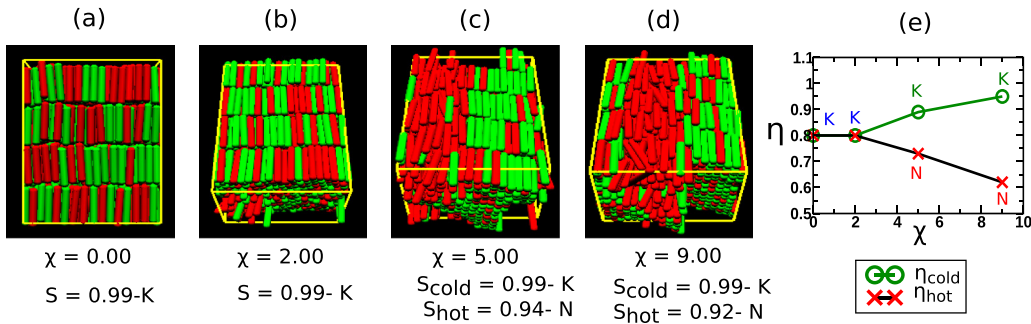 (a)
(b)
(c)
(d)
(e)
χ = 0.00
S = 0.99-K
χ = 2.00
S = 0.99- K
χ = 5.00
Scold = 0.99- K
Shot = 0.94- N
χ = 9.00
Scold = 0.99- K
Shot = 0.92- N
1.1
1
0.9
0.8
0.7
0.6
0.5
η
K
K
K
K
N
N
0 2 4 6 8 10
χ
ηcold
ηhot